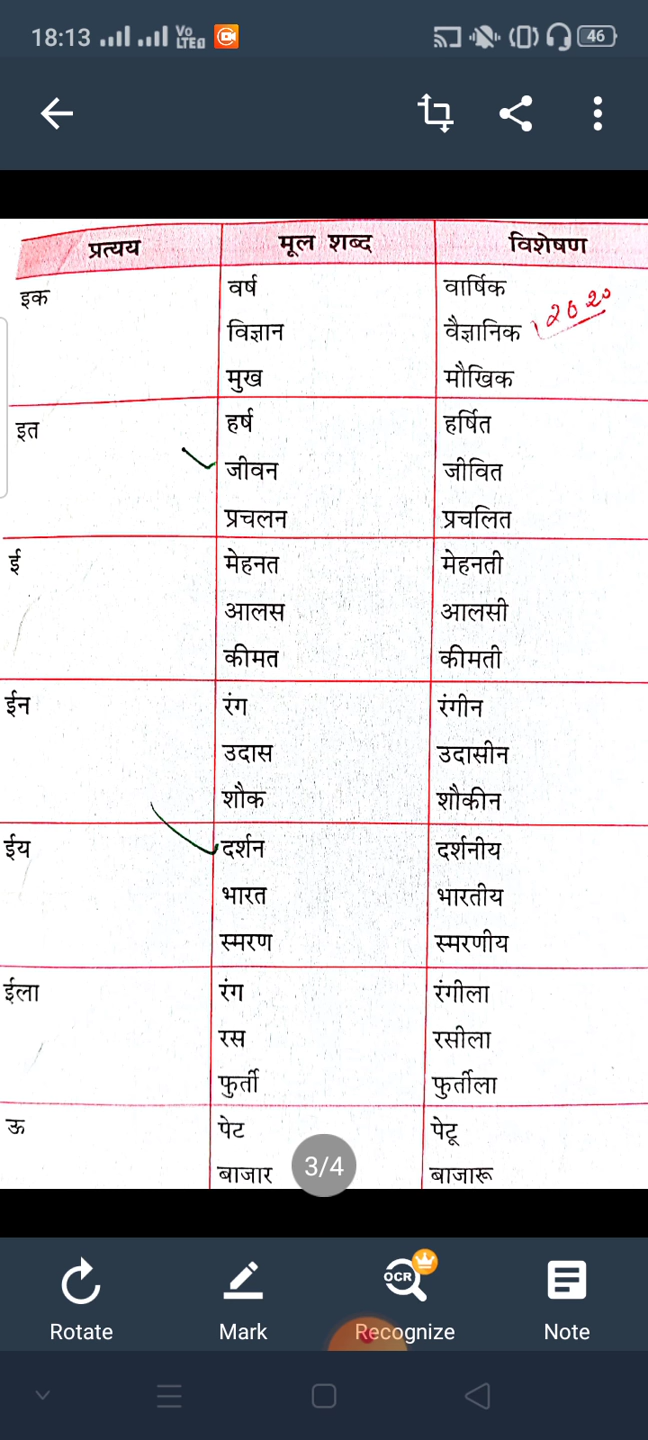 18:13 Vo LTE 46
प्रत्यय मूल शब्द विशेषण
इक वर्ष वार्षिक
विज्ञान वैज्ञानिक 2020
मुख मौखिक
इत हर्ष हर्षित
जीवन जीवित
प्रचलन प्रचलित
ई मेहनत मेहनती
आलस आलसी
कीमत कीमती
ईन रंग रंगीन
उदास उदासीन
शौक शौकीन
ईय दर्शन दर्शनीय
भारत भारतीय
स्मरण स्मरणीय
ईला रंग रंगीला
रस रसीला
फुर्ती फुर्तीला
ऊ पेट पेटू
बाजार 3/4 बाजारू
OCR
Rotate Mark Recognize Note